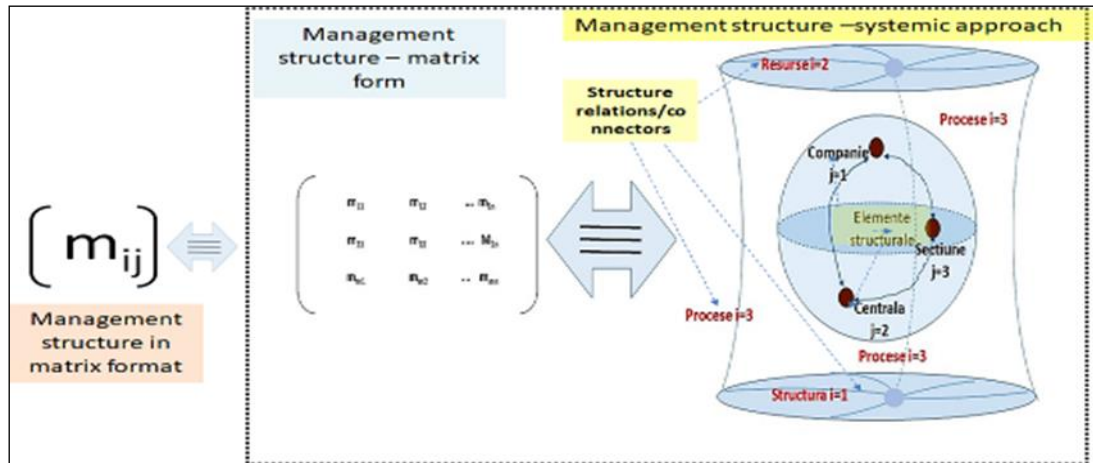 Management
structure – matrix
form
Management structure –systemic approach
Structure
relations/co
nnectors
Resurse i=2
Procese i=3
Companie
j=1
Elemente
structurale
Sectiune
j=3
Centrala
j=2
Procese i=3
Procese i=3
Structura i=1
[mij]
Management
structure in
matrix format